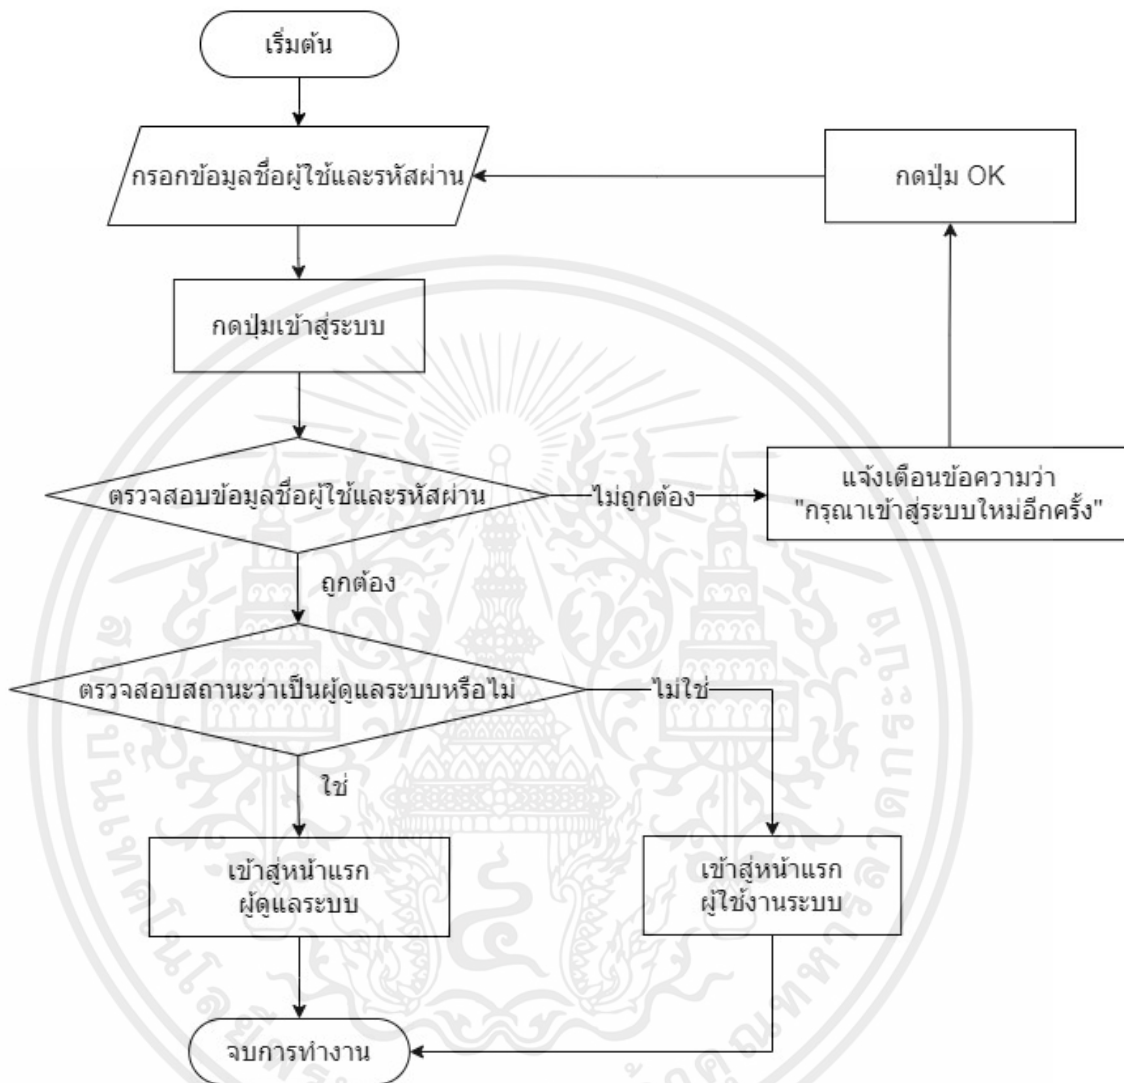 เริ่มต้น
กรอกข้อมูลชื่อผู้ใช้และรหัสผ่าน
กดปุ่ม OK
กดปุ่มเข้าสู่ระบบ
ตรวจสอบข้อมูลชื่อผู้ใช้และรหัสผ่าน
ไม่ถูกต้อง
แจ้งเตือนข้อความว่า
"กรุณาเข้าสู่ระบบใหม่อีกครั้ง"
ถูกต้อง
ตรวจสอบสถานะว่าเป็นผู้ดูแลระบบหรือไม่
ไม่ใช่
ใช่
เข้าสู่หน้าแรก
ผู้ดูแลระบบ
เข้าสู่หน้าแรก
ผู้ใช้งานระบบ
จบการทำงาน